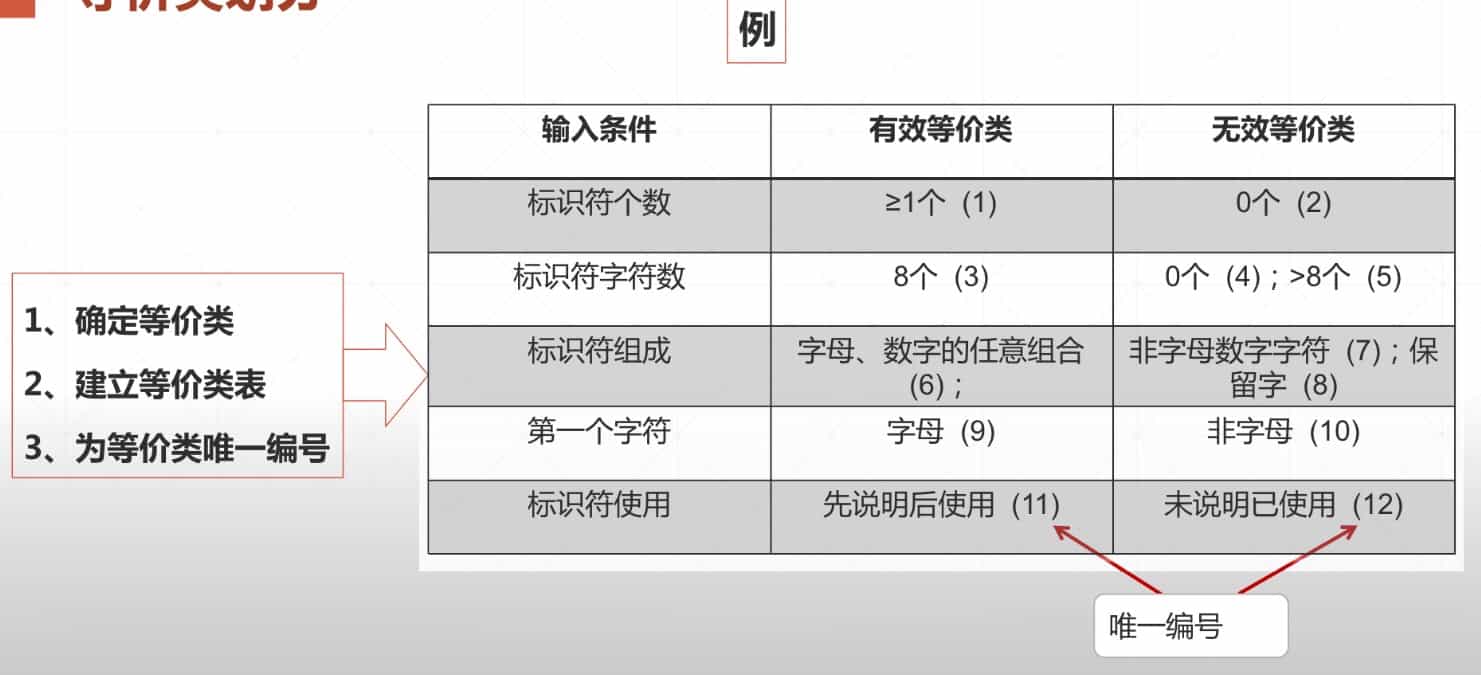 等价类划分
例
输入条件 有效等价类 无效等价类
标识符个数 ≥1个 (1) 0个 (2)
标识符字符数 8个 (3) 0个 (4) ; >8个 (5)
标识符组成 字母、数字的任意组合 (6) ; 非字母数字字符 (7) ; 保留字 (8)
第一个字符 字母 (9) 非字母 (10)
标识符使用 先说明后使用 (11) 未说明已使用 (12)
1、确定等价类
2、建立等价类表
3、为等价类唯一编号
唯一编号